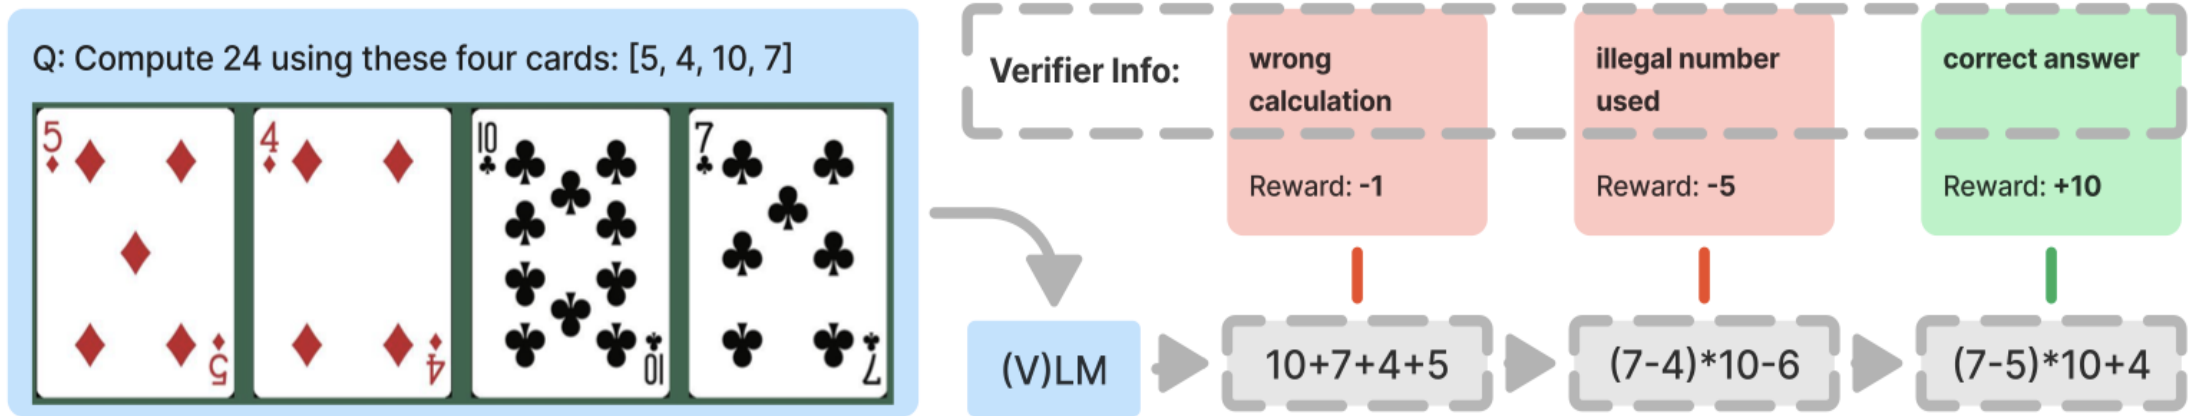 Q: Compute 24 using these four cards: [5, 4, 10, 7]
5
5
4
4
10
10
7
7
Verifier Info:
wrong
calculation
Reward: -1
illegal number
used
Reward: -5
correct answer
Reward: +10
(V)LM
10+7+4+5
(7-4)*10-6
(7-5)*10+4